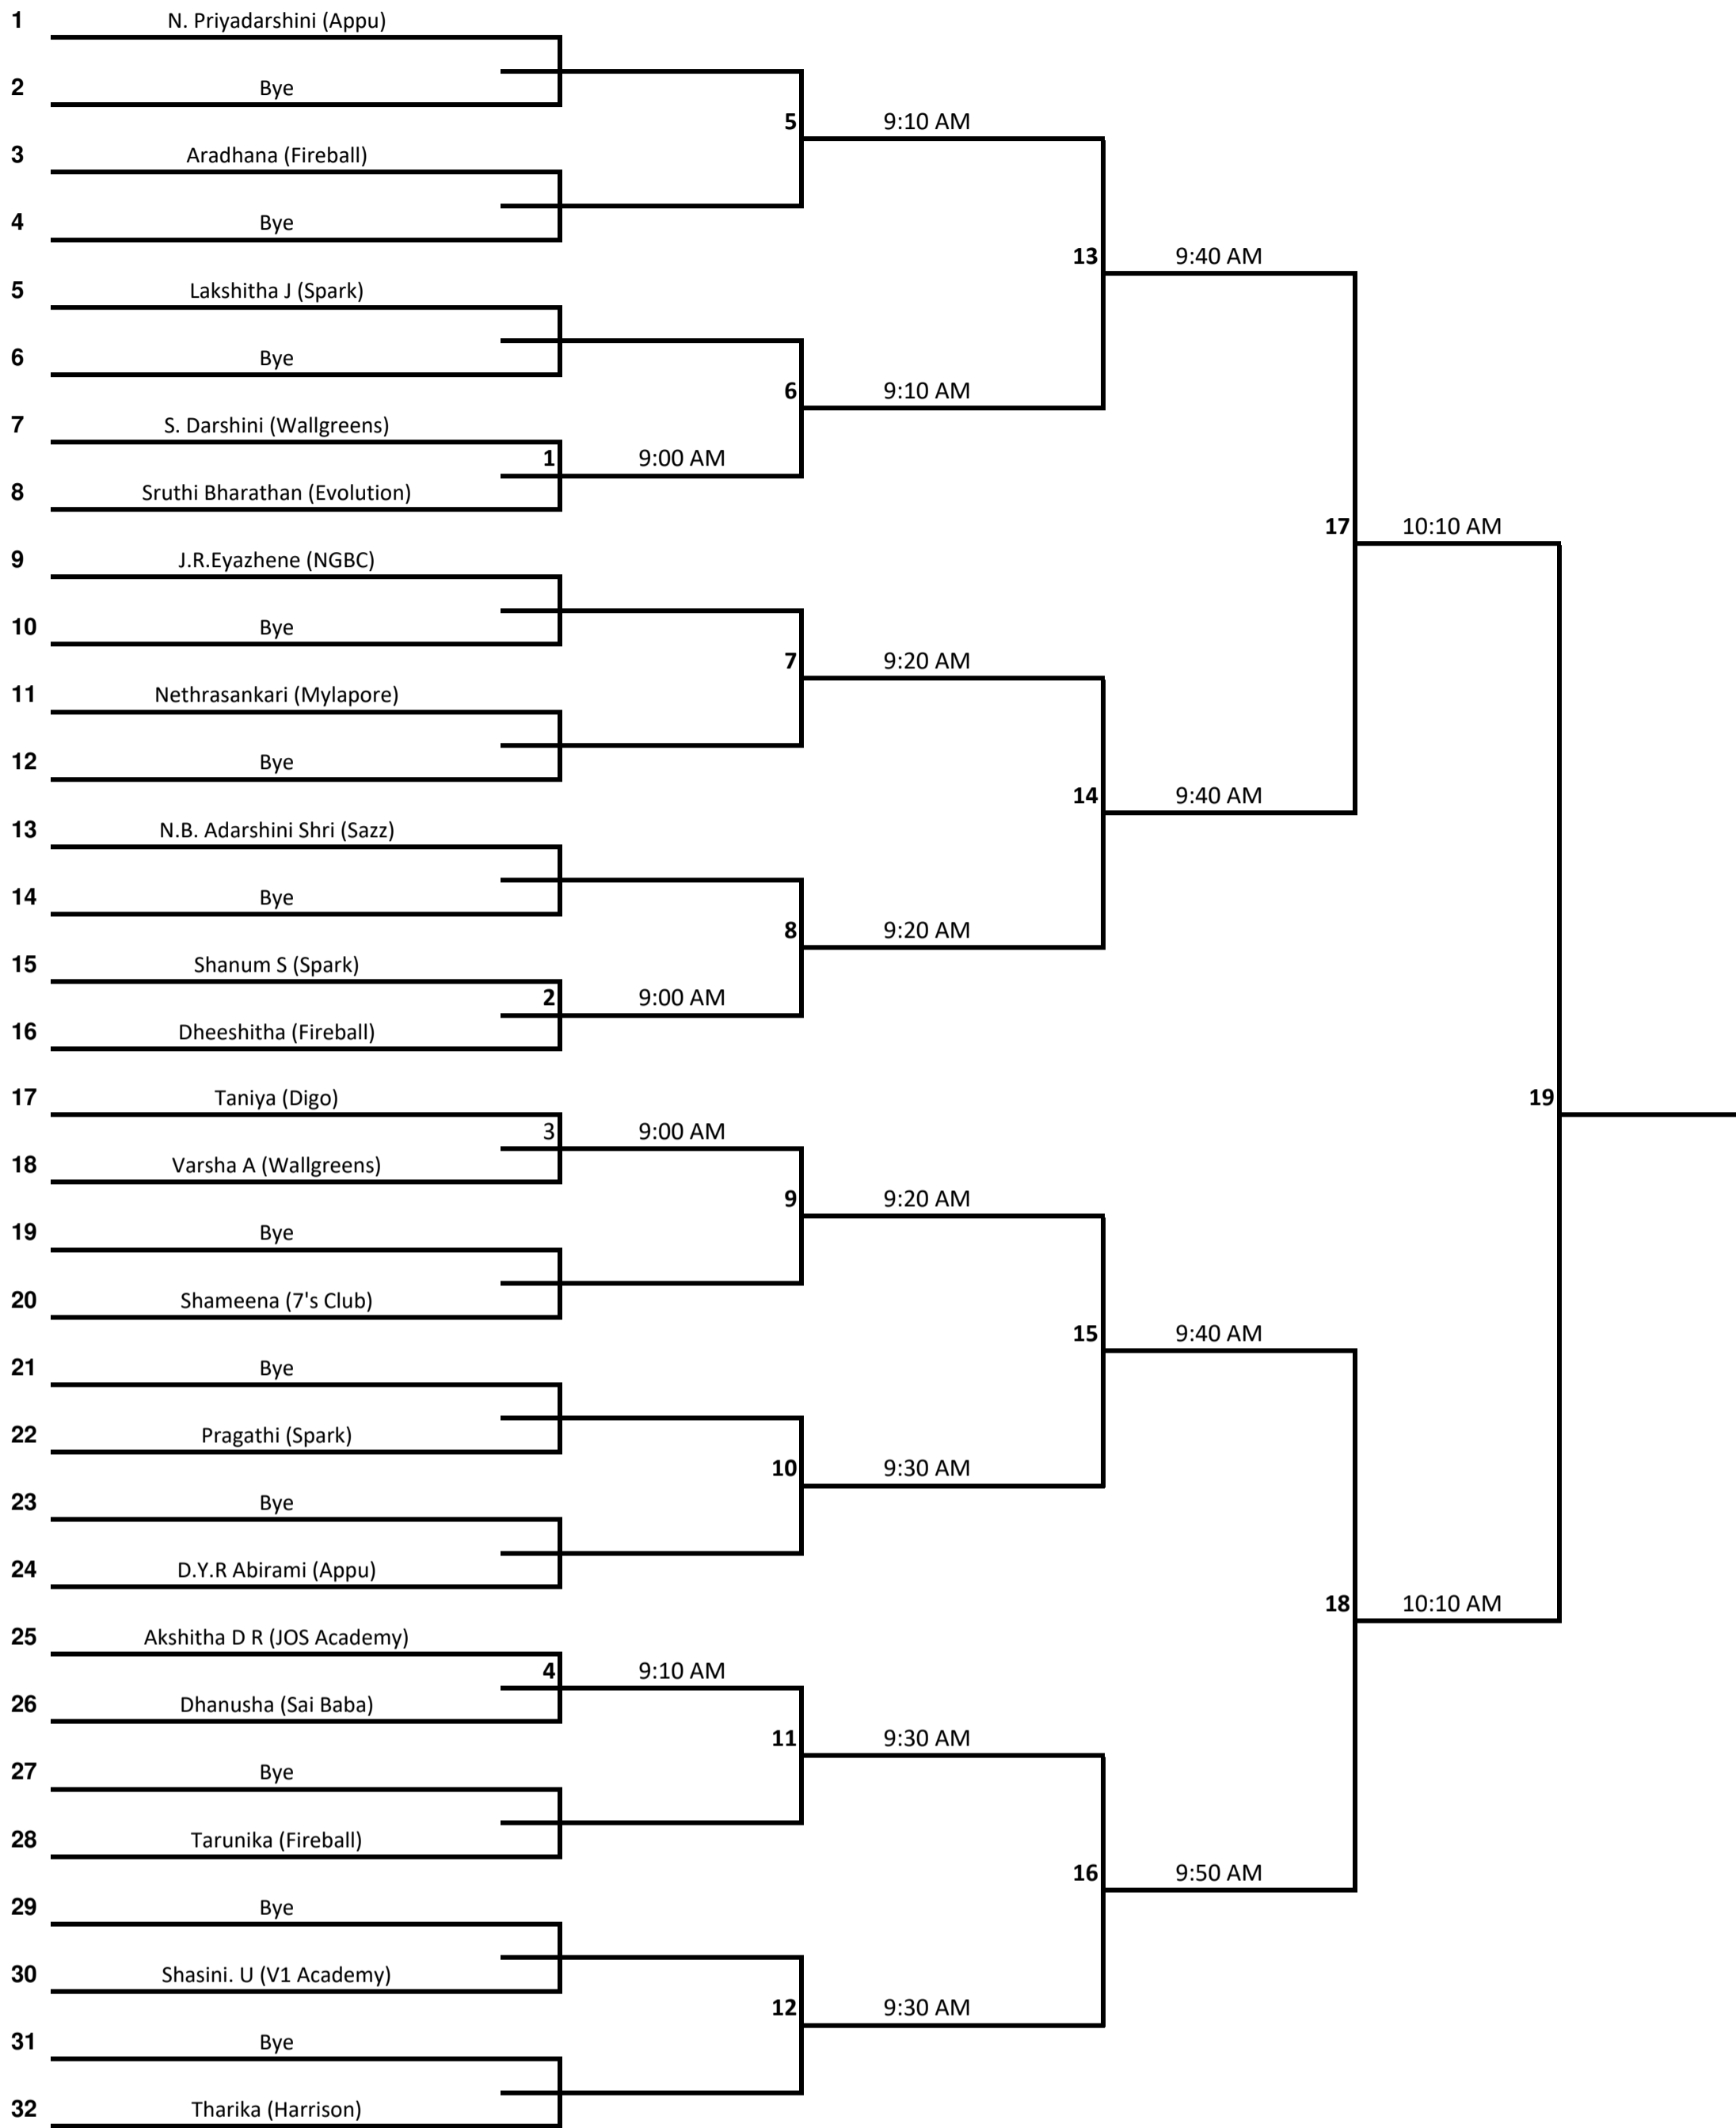 1 N. Priyadarshini (Appu)
2 Bye
5 9:10 AM
3 Aradhana (Fireball)
4 Bye
13 9:40 AM
5 Lakshitha J (Spark)
6 Bye
6 9:10 AM
7 S. Darshini (Wallgreens)
1 9:00 AM
8 Sruthi Bharathan (Evolution)
17 10:10 AM
9 J.R.Eyazhene (NGBC)
10 Bye
7 9:20 AM
11 Nethrasankari (Mylapore)
12 Bye
14 9:40 AM
13 N.B. Adarshini Shri (Sazz)
14 Bye
8 9:20 AM
15 Shanum S (Spark)
2 9:00 AM
16 Dheeshitha (Fireball)
17 Taniya (Digo)
19
3 9:00 AM
18 Varsha A (Wallgreens)
9 9:20 AM
19 Bye
20 Shameena (7's Club)
15 9:40 AM
21 Bye
22 Pragathi (Spark)
10 9:30 AM
23 Bye
24 D.Y.R Abirami (Appu)
18 10:10 AM
25 Akshitha D R (JOS Academy)
4 9:10 AM
26 Dhanusha (Sai Baba)
11 9:30 AM
27 Bye
28 Tarunika (Fireball)
16 9:50 AM
29 Bye
30 Shasini. U (V1 Academy)
12 9:30 AM
31 Bye
32 Tharika (Harrison)